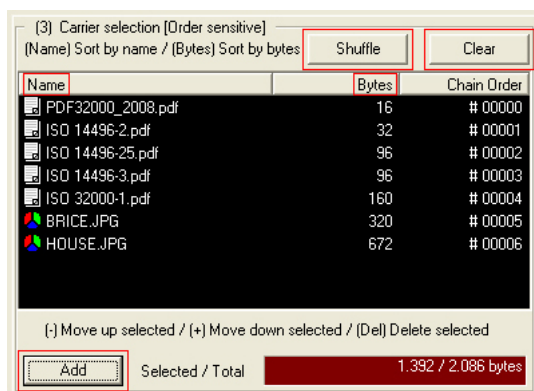 (3) Carrier selection [Order sensitive]
(Name) Sort by name / (Bytes) Sort by bytes Shuffle Clear
Name Bytes Chain Order
PDF32000_2008.pdf 16 # 00000
ISO 14496-2.pdf 32 # 00001
ISO 14496-25.pdf 96 # 00002
ISO 14496-3.pdf 96 # 00003
ISO 32000-1.pdf 160 # 00004
BRICE.JPG 320 # 00005
HOUSE.JPG 672 # 00006
(-) Move up selected / (+) Move down selected / (Del) Delete selected
Add Selected / Total 1.392 / 2.086 bytes